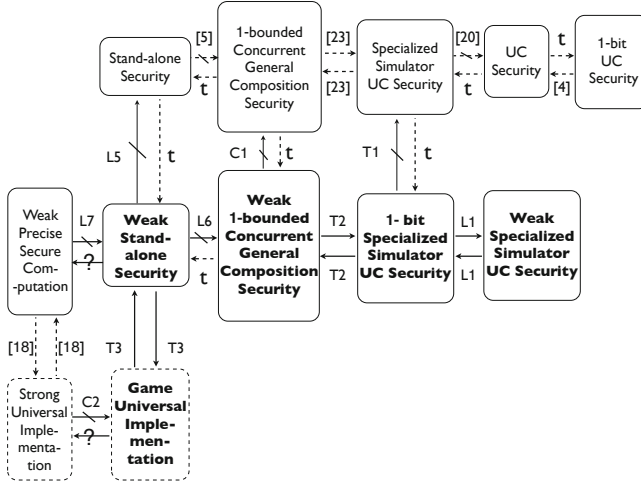 Stand-alone
Security
[5]
t
1-bounded
Concurrent
General
Composition
Security
[23]
[23]
Specialized
Simulator
UC Security
[20]
t
UC
Security
t
[4]
1-bit
UC
Security
L5
t
C1
t
T1
t
Weak
Precise
Secure
Com-
-putation
L7
?
Weak
Stand-
alone
Security
L6
t
Weak
1-bounded
Concurrent
General
Composition
Security
T2
T2
1- bit
Specialized
Simulator
UC Security
L1
L1
Weak
Specialized
Simulator
UC Security
[18]
[18]
T3
T3
Strong
Universal
Imple-
menta-
tion
C2
?
Game
Universal
Imple-
mentation